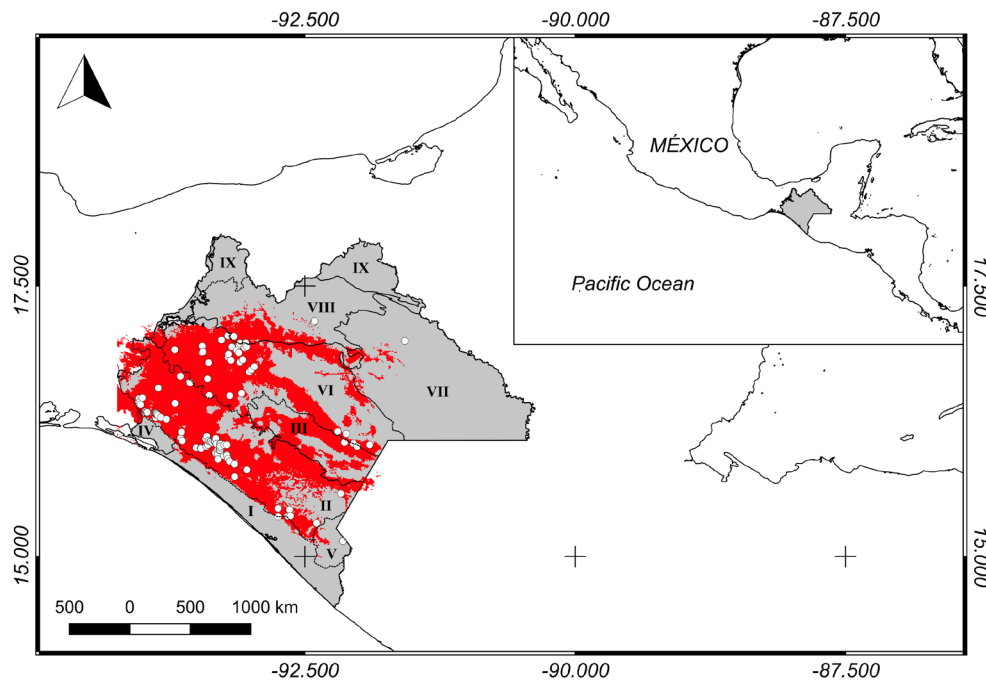 -92.500 -90.000 -87.500
MÉXICO
Pacific Ocean
17.500 17.500
IX IX
VIII
VI VII
IV III
I II
V
15.000 15.000
500 0 500 1000 km
-92.500 -90.000 -87.500